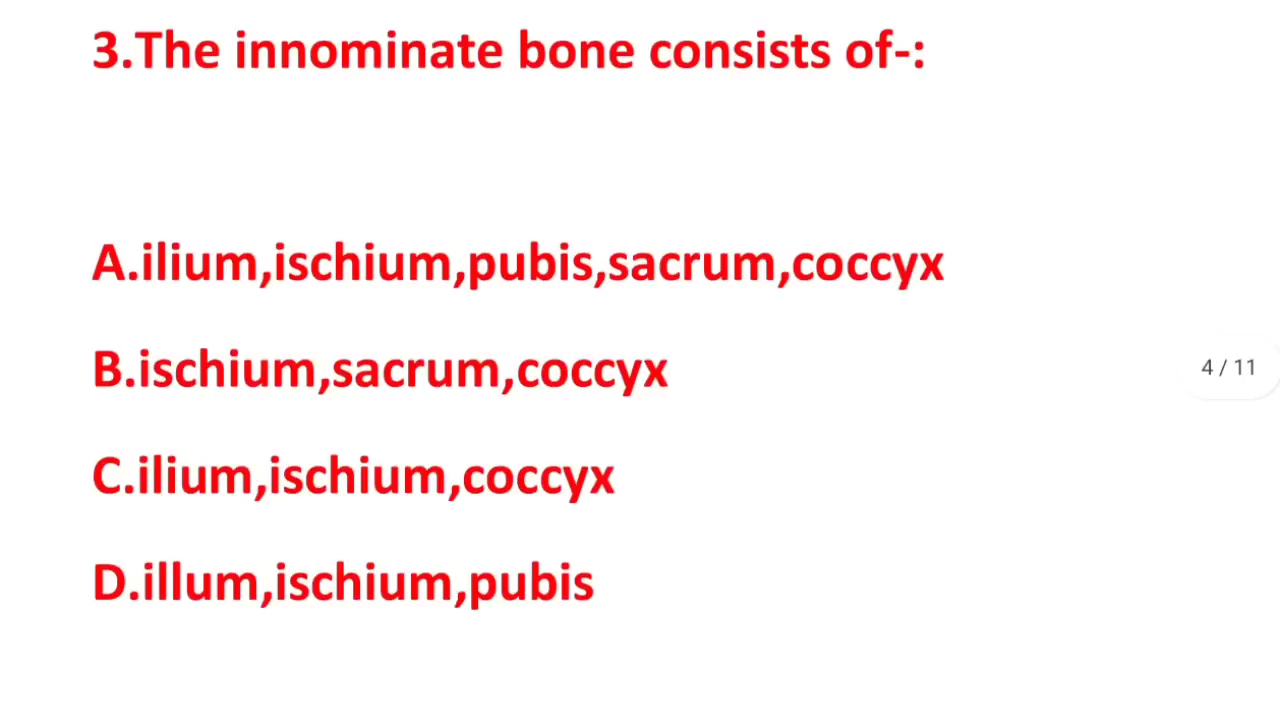 3.The innominate bone consists of-:
A.ilium,ischium,pubis,sacrum,coccyx
B.ischium,sacrum,coccyx
4 / 11
C.ilium,ischium,coccyx
D.illum,ischium,pubis